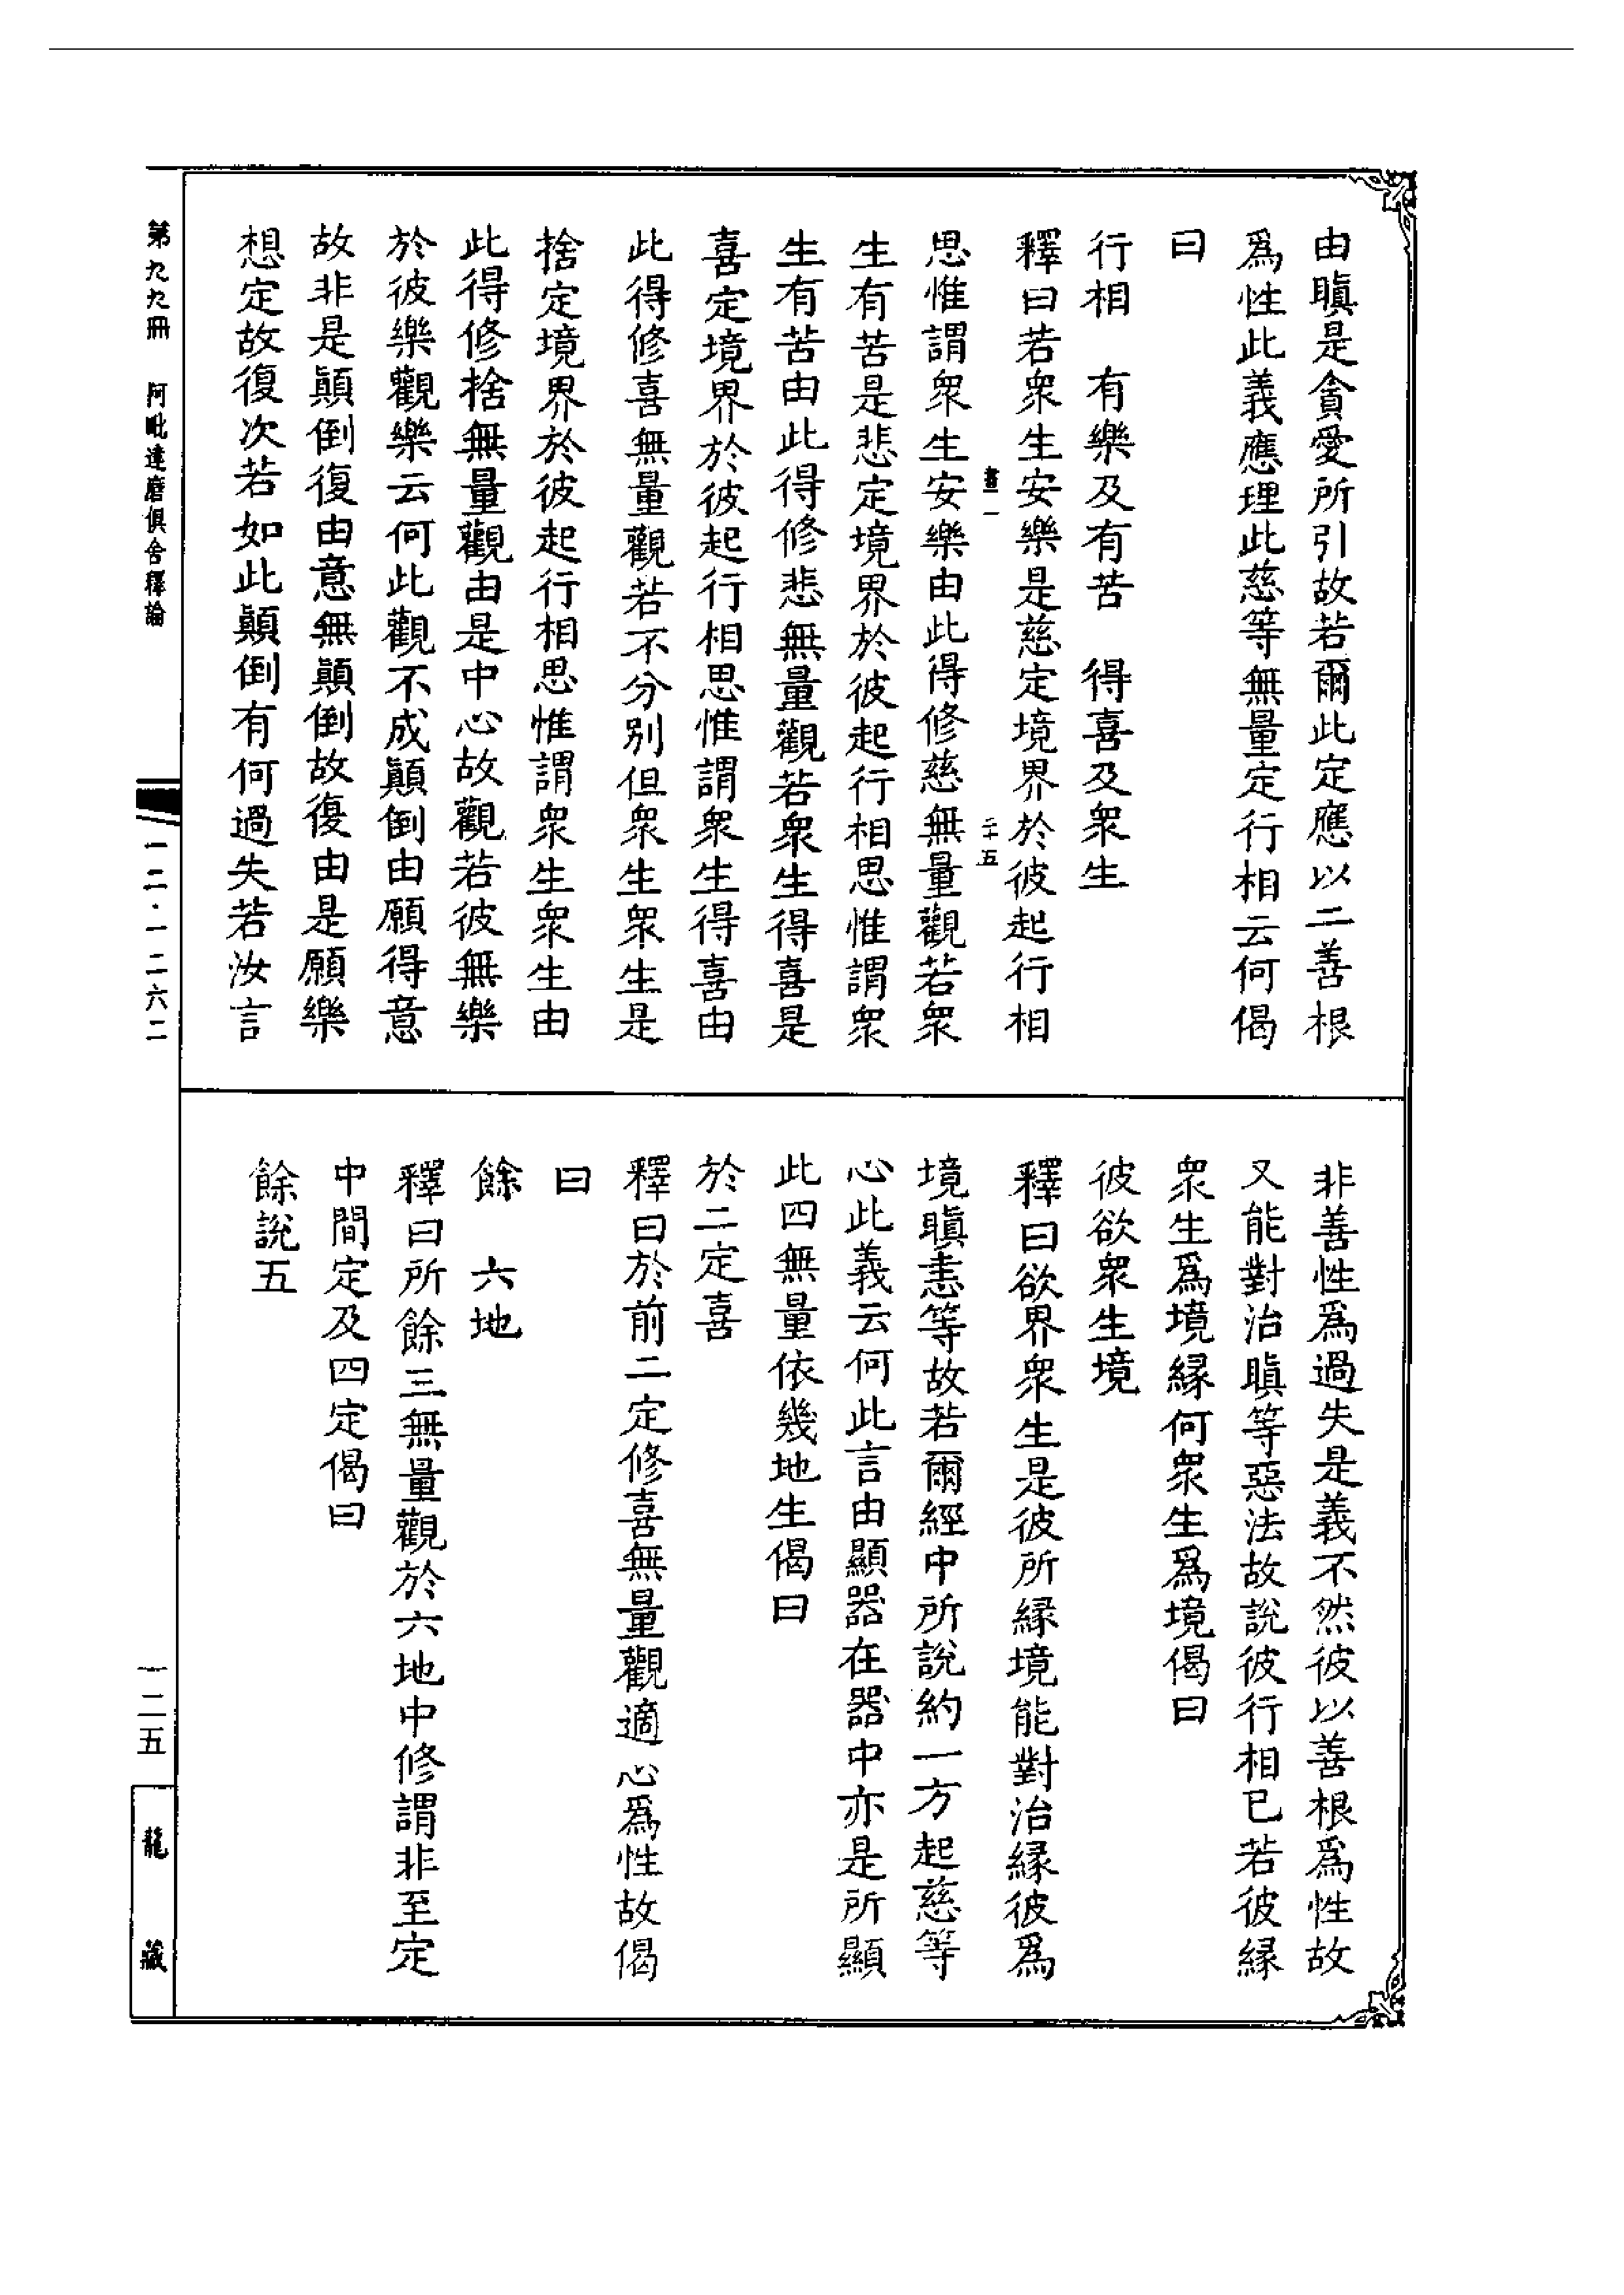 由瞋是貪愛所引故若爾此定應以二善根
為性此義應理此慈等無量定行相云何偈
曰
行相　有樂及有苦　得喜及衆生
釋曰若衆生安樂是慈定境界於彼起行相
二十五
思惟謂衆生安樂由此得修慈無量觀若衆
生有苦是悲定境界於彼起行相思惟謂衆
生有苦由此得修悲無量觀若衆生得喜是
喜定境界於彼起行相思惟謂衆生得喜由
此得修喜無量觀若不分別但衆生衆生是
捨定境界於彼起行相思惟謂衆生衆生由
此得修捨無量觀由是中心故觀若彼無樂
於彼樂觀樂云何此觀不成顛倒由願得意
故非是顛倒復由意無顛倒故復由是願樂
想定故復次若如此顛倒有何過失若汝言
非善性爲過失是義不然彼以善根爲性故
又能對治瞋等惡法故說彼行相已若彼緣
衆生爲境緣何衆生爲境偈曰
彼欲衆生境
釋曰欲界衆生是彼所緣境能對治緣彼爲
境瞋恚等故若爾經中所說約一方起慈等
心此義云何此言由顯器在器中亦是所顯
此四無量依幾地生偈曰
於二定喜
釋曰於前二定修喜無量觀適心爲性故偈
曰
餘　六地
釋曰所餘三無量觀於六地中修謂非至定
中間定及四定偈曰
餘說五
第九九冊　阿毗達磨俱舍釋論
一二·一二六二
一二五
龍藏